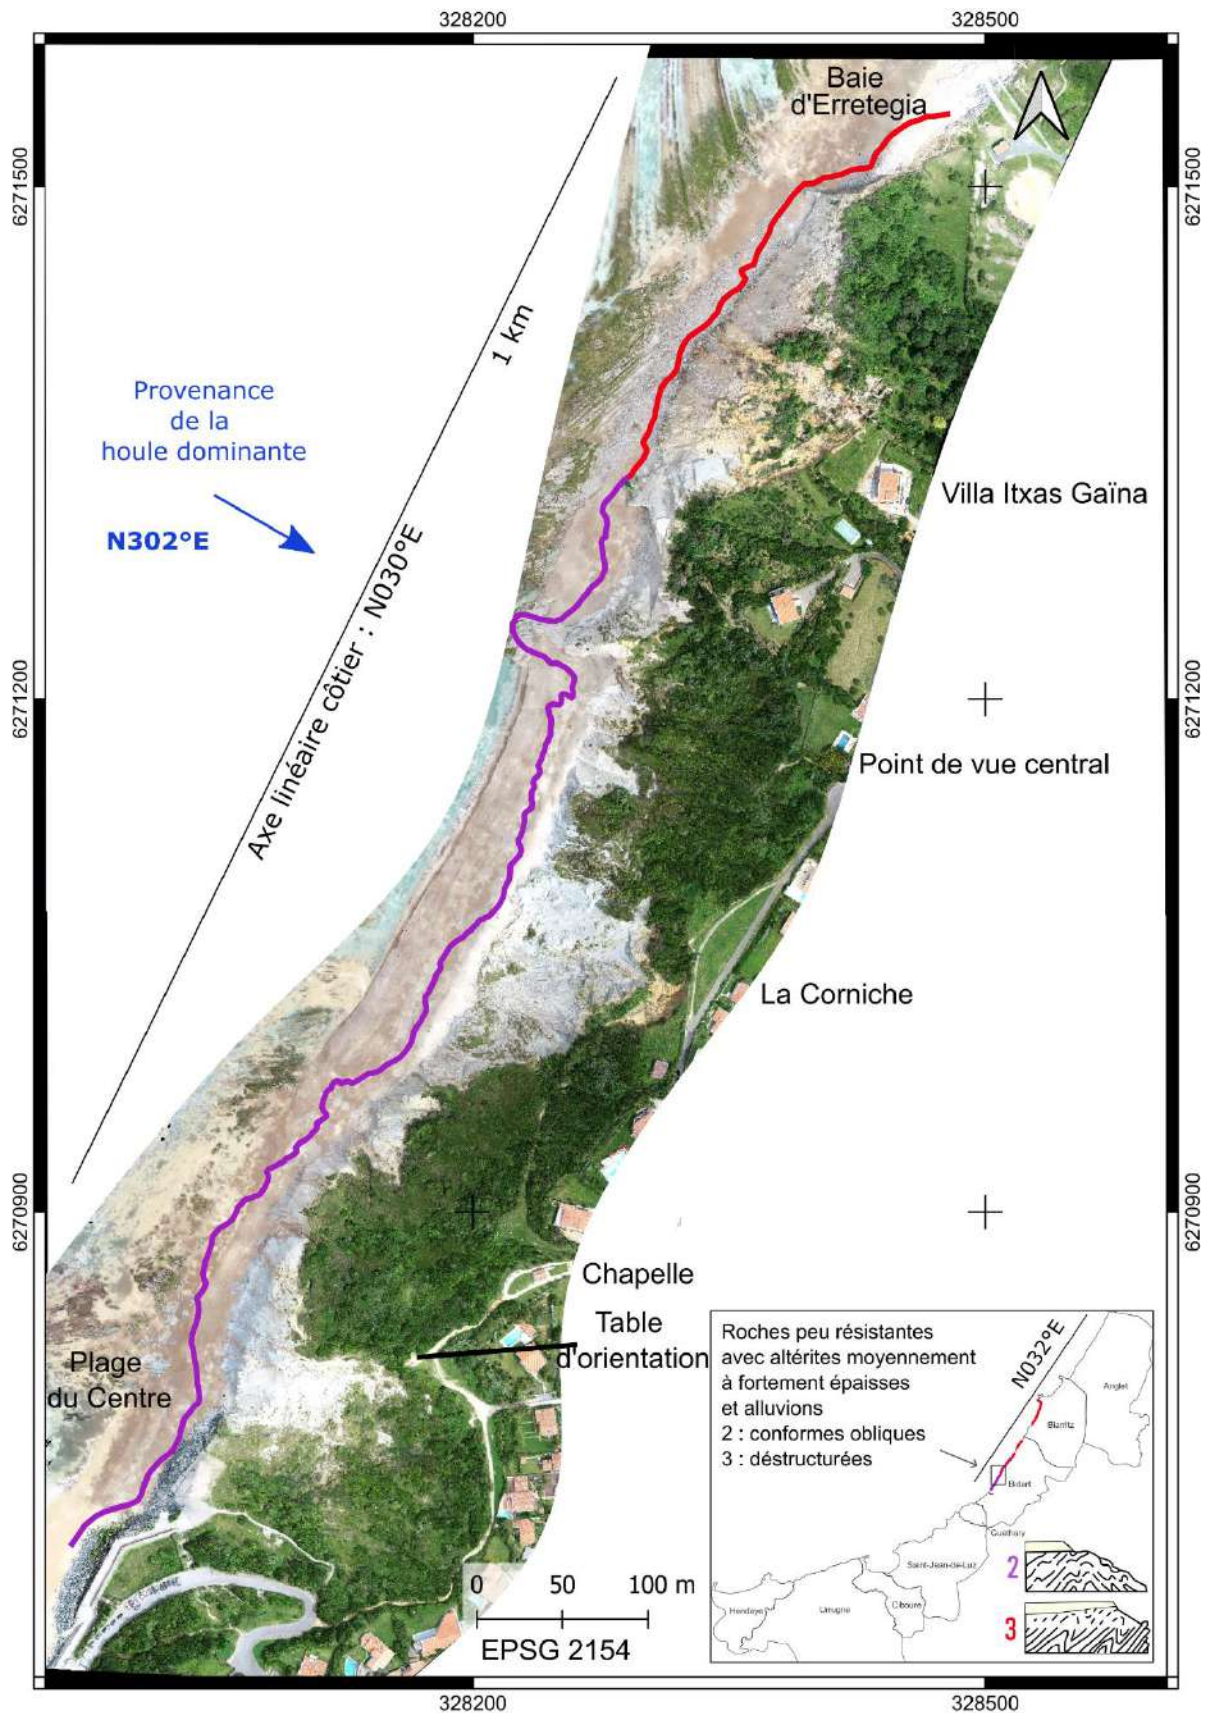 328200
328500
Baie
d'Erretegia
6271500
6271500
1 km
Provenance
de la
houle dominante
N302°E
Axe linéaire côtier : N030°E
Villa Itxas Gaïna
6271200
6271200
Point de vue central
La Corniche
6270900
6270900
Chapelle
Table
d'orientation
Plage
du Centre
Roches peu résistantes
avec altérites moyennement
à fortement épaisses
et alluvions
2 : conformes obliques
3 : déstructurées
N032°E
Anglet
Biarritz
Bidart
Guéthary
Saint-Jean-de-Luz
Ciboure
Urrugne
Hendaye
2
3
0 50 100 m
EPSG 2154
328200
328500